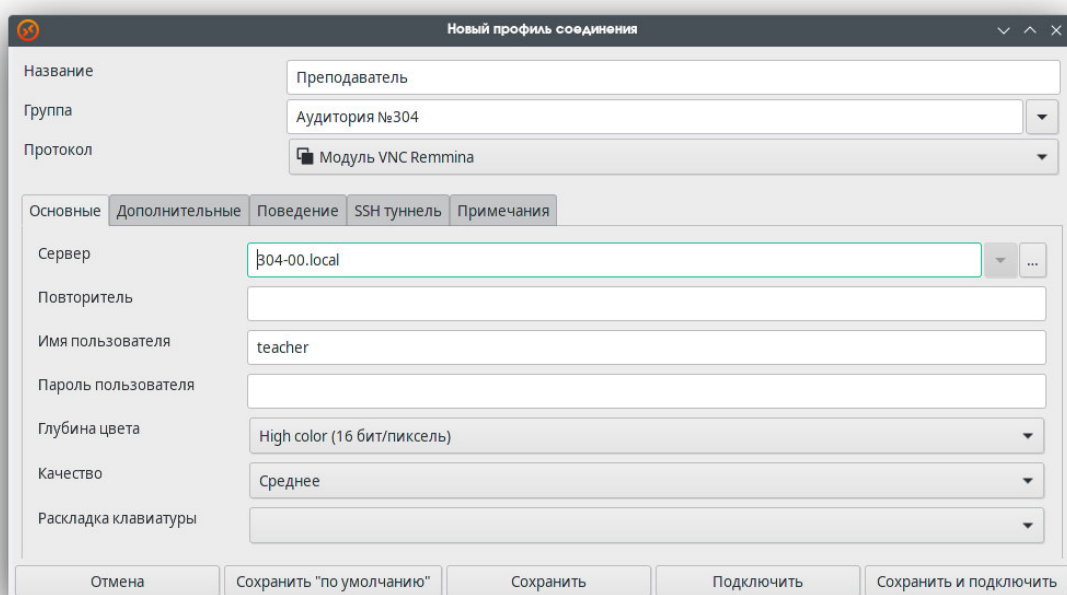 Новый профиль соединения
Название
Преподаватель
Группа
Аудитория №304
Протокол
Модуль VNC Remmina
Основные Дополнительные Поведение SSH туннель Примечания
Сервер
304-00.local
...
Повторитель
Имя пользователя
teacher
Пароль пользователя
Глубина цвета
High color (16 бит/пиксель)
Качество
Среднее
Раскладка клавиатуры
Отмена Сохранить "по умолчанию" Сохранить Подключить Сохранить и подключить